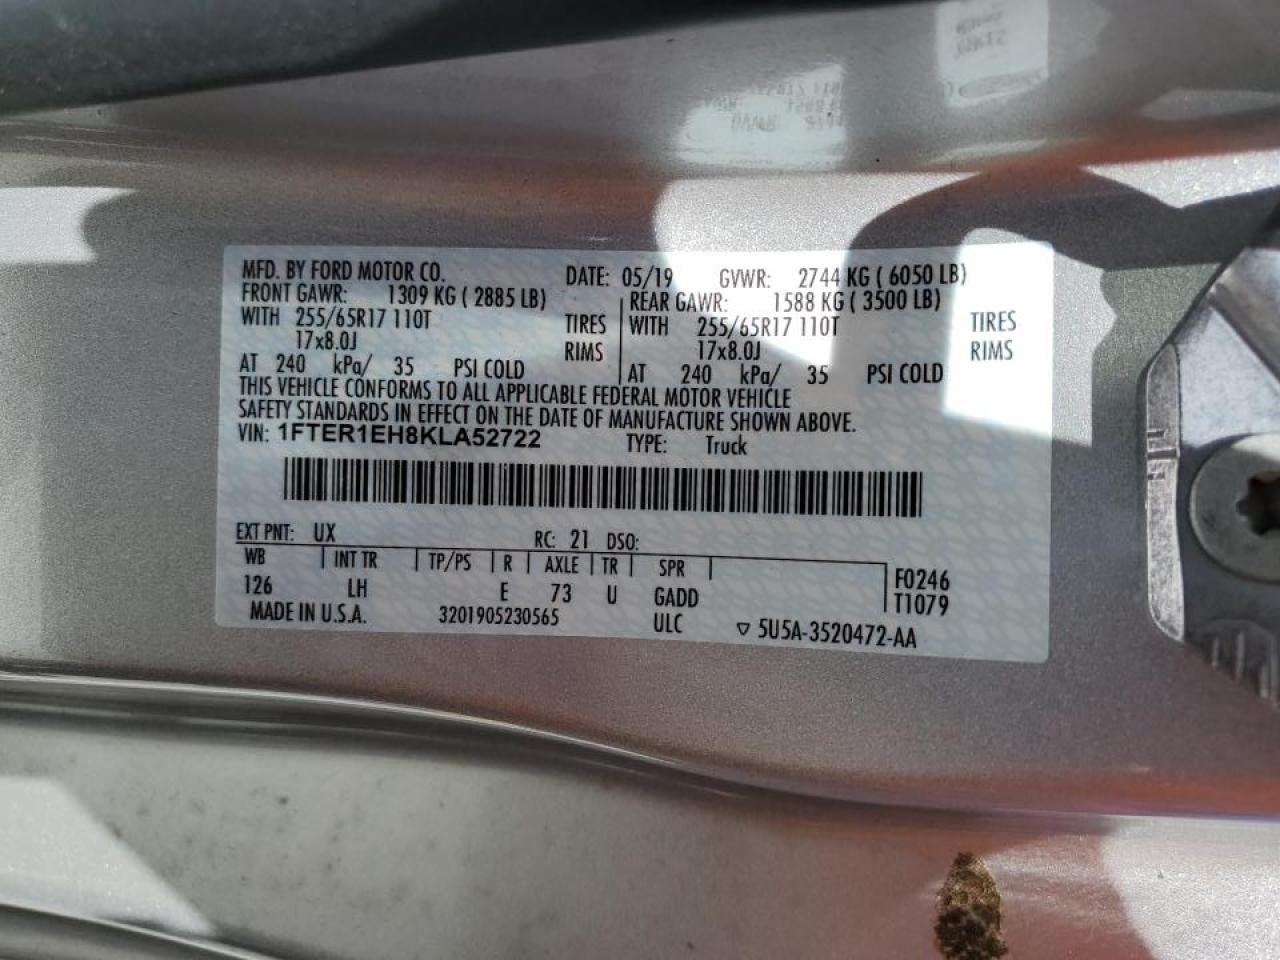 MFD. BY FORD MOTOR CO. DATE: 05/19 GVWR: 2744 KG ( 6050 LB)
FRONT GAWR: 1309 KG ( 2885 LB) REAR GAWR: 1588 KG ( 3500 LB)
WITH 255/65R17 110T TIRES WITH 255/65R17 110T TIRES
17x8.0J RIMS 17x8.0J RIMS
AT 240 kPa/ 35 PSI COLD AT 240 kPa/ 35 PSI COLD
THIS VEHICLE CONFORMS TO ALL APPLICABLE FEDERAL MOTOR VEHICLE
SAFETY STANDARDS IN EFFECT ON THE DATE OF MANUFACTURE SHOWN ABOVE.
VIN: 1FTER1EH8KLA52722 TYPE: Truck
EXT PNT: UX RC: 21 DSO:
WB INT TR TP/PS R AXLE TR SPR F0246
126 LH E 73 U GADD T1079
MADE IN U.S.A. 3201905230565 ULC ▽ 5U5A-3520472-AA